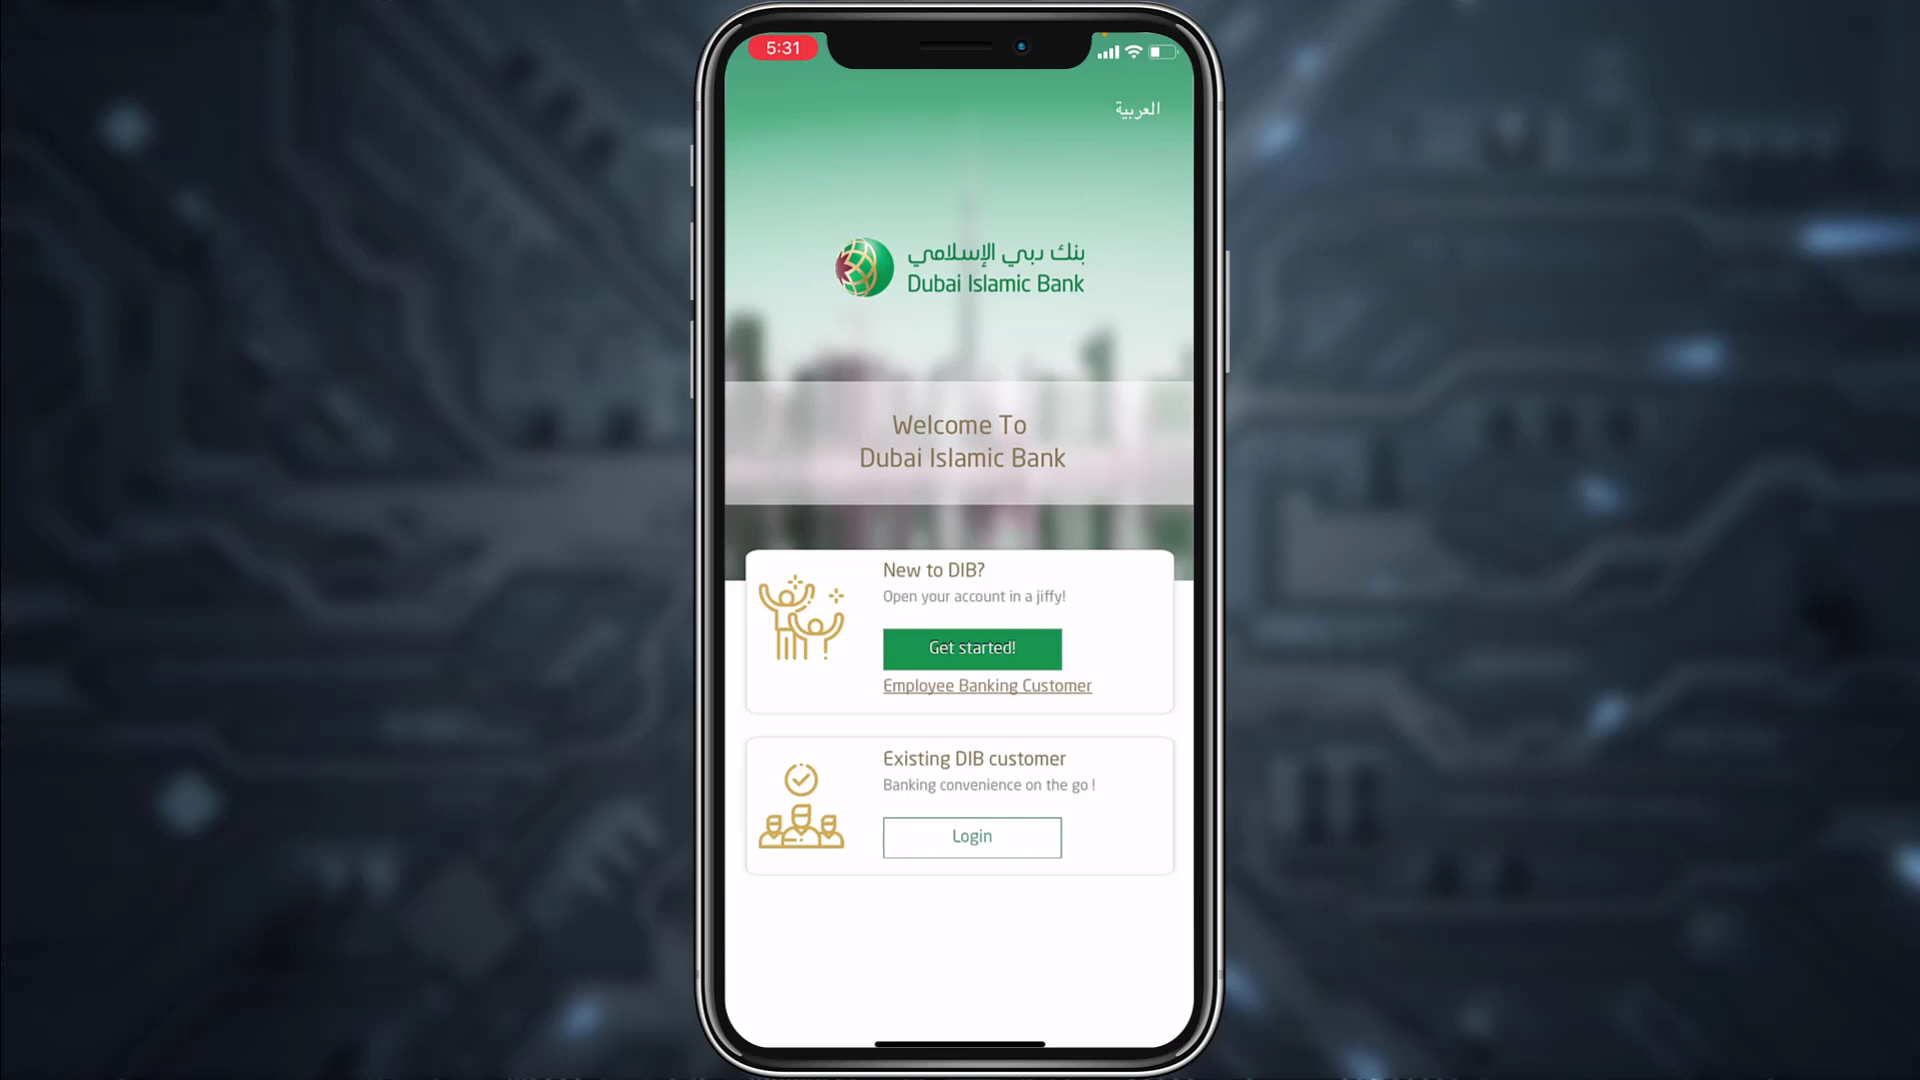 5:31
العربية
بنك دبي الإسلامي
Dubai Islamic Bank
Welcome To
Dubai Islamic Bank
New to DIB?
Open your account in a jiffy!
Get started!
Employee Banking Customer
Existing DIB customer
Banking convenience on the go !
Login